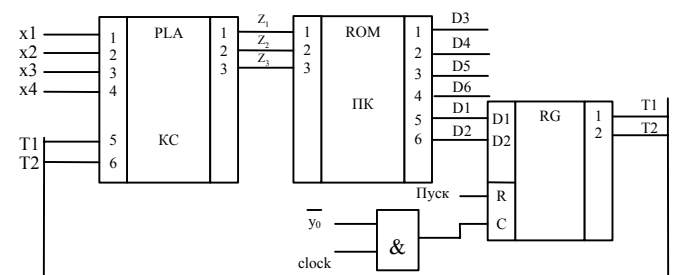 x1
x2
x3
x4
T1
T2
1
2
3
4
5
6
PLA
КС
1
2
3
Z1
Z2
Z3
1
2
3
ROM
ПК
1
2
3
4
5
6
D3
D4
D5
D6
D1
D2
D1
D2
R
C
RG
1
2
T1
T2
Пуск
y0
clock
&